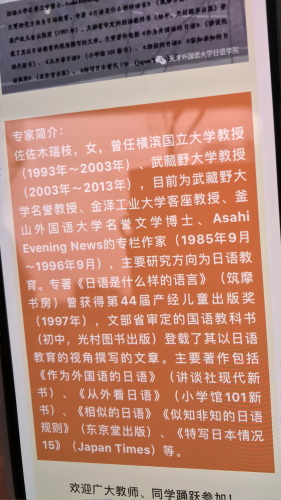 天津外国语大学日语学院
专家简介：
佐佐木瑞枝，女，曾任横滨国立大学教授
（1993年～2003年）、武藏野大学教授
（2003年～2013年），目前为武藏野大
学名誉教授、金泽工业大学客座教授、釜
山外国语大学名誉文学博士、Asahi
Evening News的专栏作家（1985年9月
～1996年9月），主要研究方向为日语教
育。专著《日语是什么样的语言》（筑摩
书房）曾获得第44届产经儿童出版奖
（1997年），文部省审定的国语教科书
（初中，光村图书出版）登载了其以日语
教育的视角撰写的文章。主要著作包括
《作为外国语的日语》（讲谈社现代新
书）、《从外看日语》（小学馆101新
书）、《相似的日语》《似知非知的日语
规则》（东京堂出版）、《特写日本情况
15》（Japan Times）等。
欢迎广大教师、同学踊跃参加！